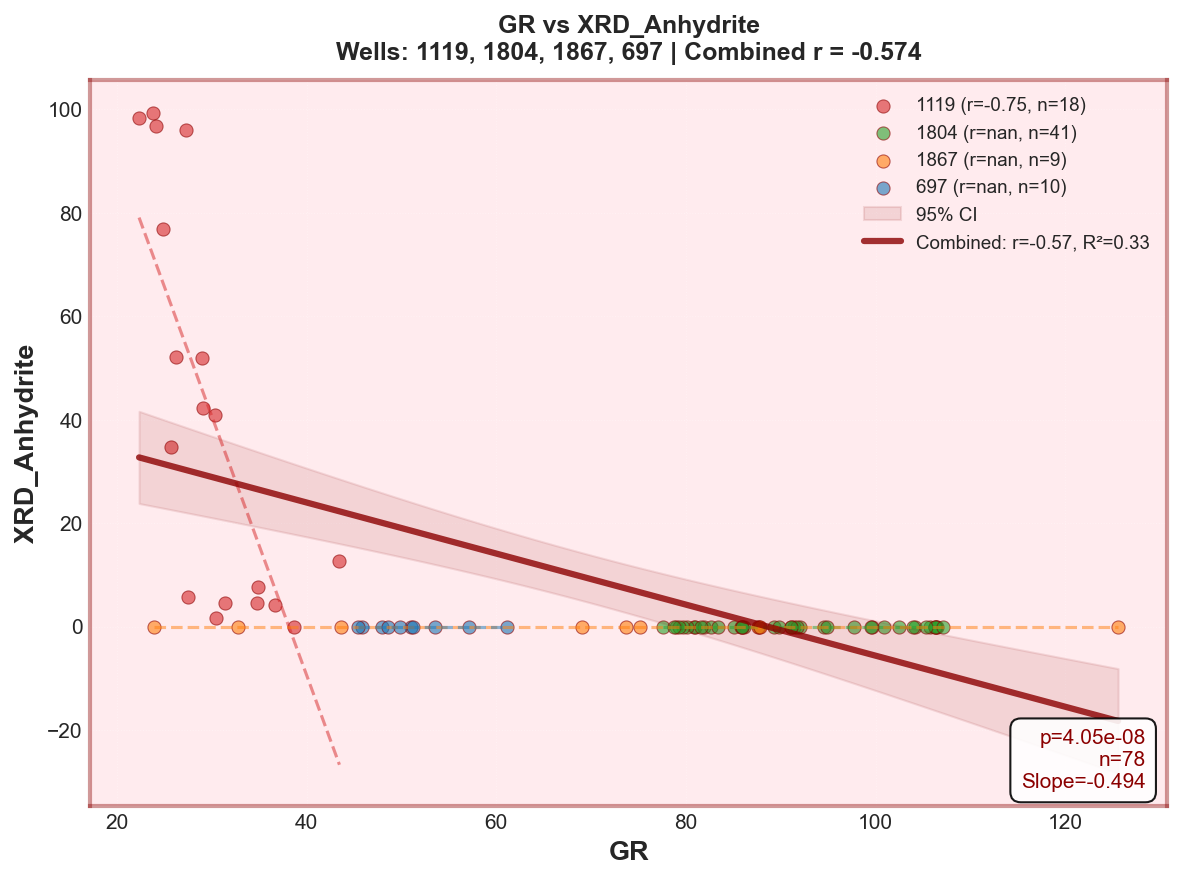 GR vs XRD_Anhydrite
Wells: 1119, 1804, 1867, 697 | Combined r = -0.574
1119 (r=-0.75, n=18)
1804 (r=nan, n=41)
1867 (r=nan, n=9)
697 (r=nan, n=10)
95% CI
Combined: r=-0.57, R²=0.33
XRD_Anhydrite
100
80
60
40
20
0
−20
p=4.05e-08
n=78
Slope=-0.494
20
40
60
80
100
120
GR